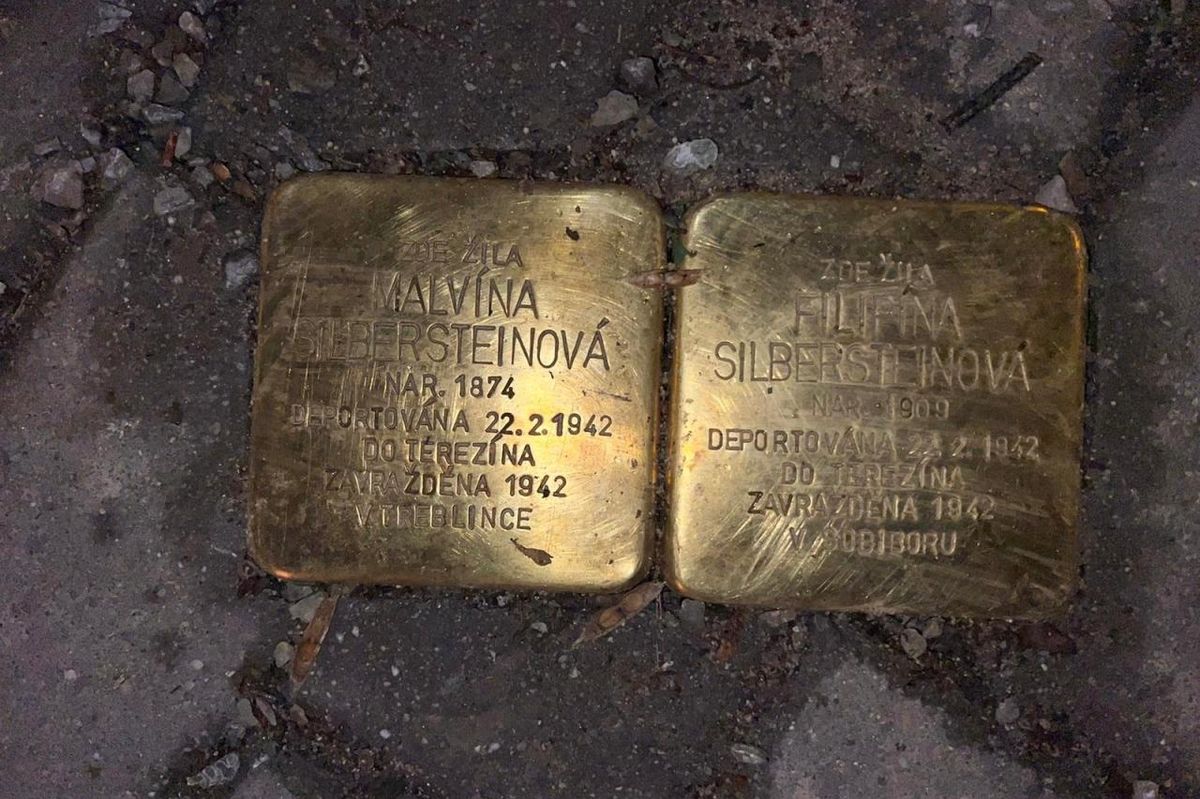 ZDE ŽILA
MALVÍNA
SILBERSTEINOVÁ
NAR. 1874
DEPORTOVÁNA 22.2.1942
DO TEREZÍNA
ZAVRAŽDĚNA 1942
V TREBLINCE
ZDE ŽILA
FILIPÍNA
SILBERSTEINOVÁ
NAR. 1909
DEPORTOVÁNA 22.2.1942
DO TEREZÍNA
ZAVRAŽDĚNA 1942
V SOBIBORU